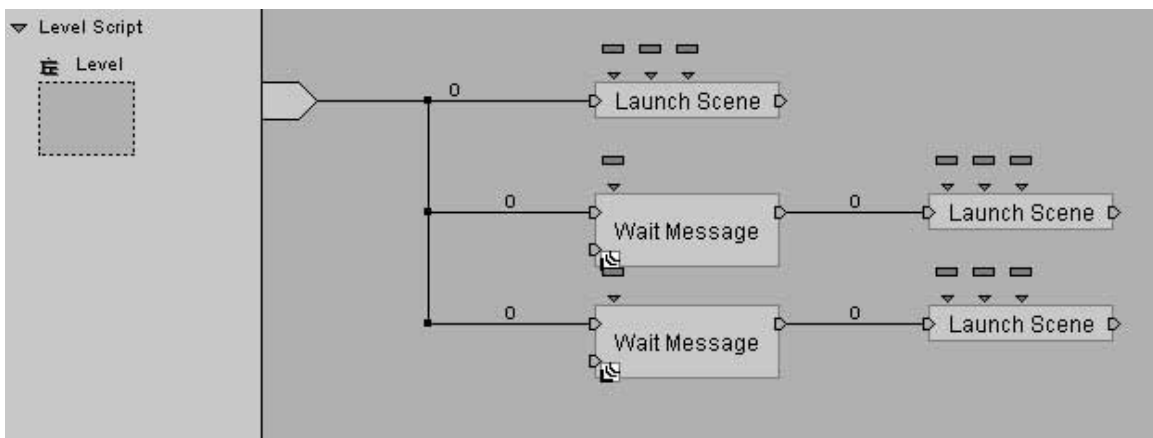 Level Script
Level
0
Launch Scene
0
Wait Message
0
Launch Scene
0
Wait Message
0
Launch Scene